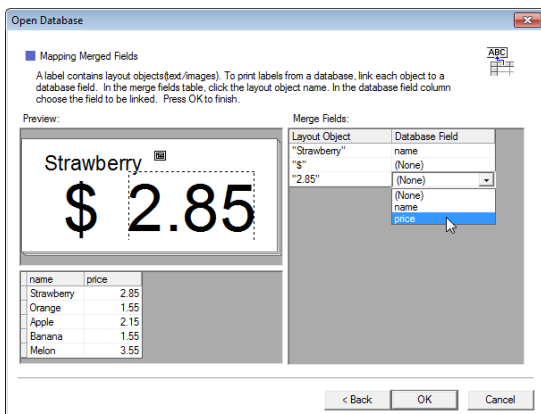 Open Database
Mapping Merged Fields
ABC
A label contains layout objects(text/images). To print labels from a database, link each object to a
database field. In the merge fields table, click the layout object name. In the database field column
choose the field to be linked. Press OK to finish.
Preview:
Strawberry
$ 2.85
name price
Strawberry 2.85
Orange 1.55
Apple 2.15
Banana 1.55
Melon 3.55
Merge Fields:
Layout Object Database Field
"Strawberry" name
"$" (None)
"2.85" (None)
(None)
name
price
< Back OK Cancel